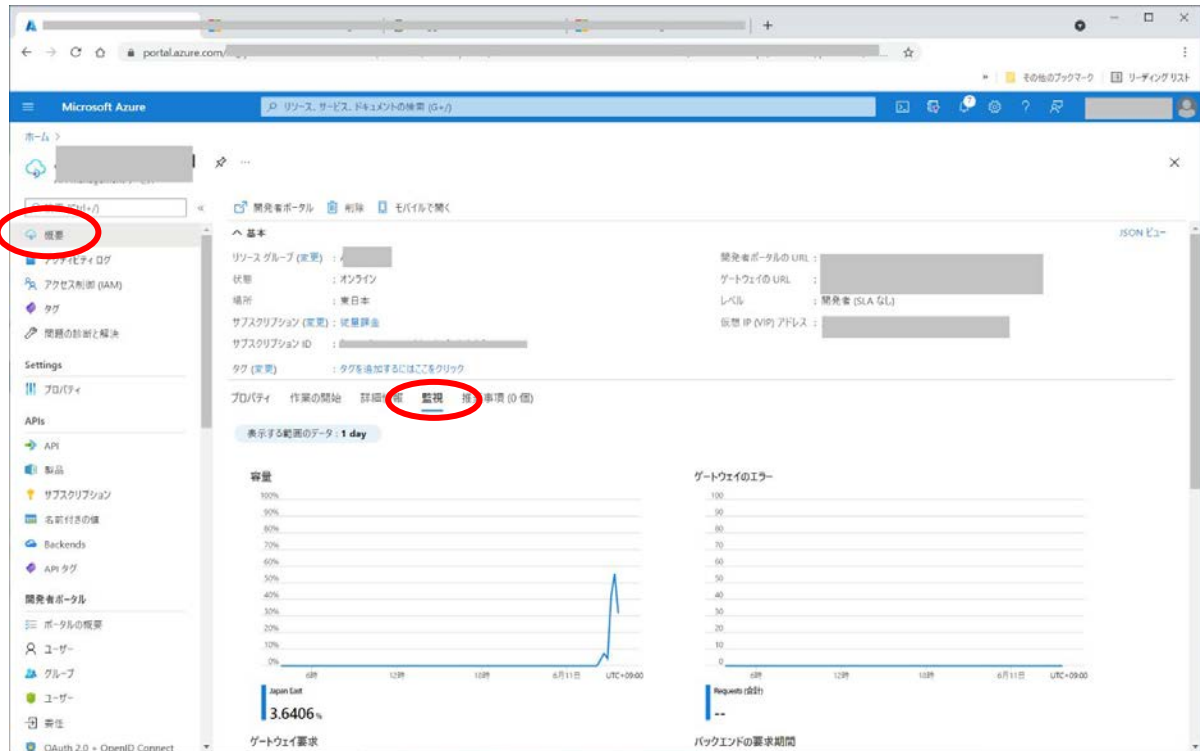 portal.azure.com/
その他のブックマーク
リーディング リスト
Microsoft Azure
リソース、サービス、ドキュメントの検索 (G+/)
ホーム >
開発者ポータル
削除
モバイルで開く
概要
アクティビティ ログ
アクセス制御 (IAM)
タグ
問題の診断と解決
Settings
プロパティ
APIs
API
製品
サブスクリプション
名前付きの値
Backends
API タグ
開発者ポータル
ポータルの概要
ユーザー
グループ
ユーザー
委任
OAuth 2.0 + OpenID Connect
基本
JSON ビュー
リソース グループ (変更) :
状態 : オンライン
場所 : 東日本
サブスクリプション (変更) : 従量課金
サブスクリプション ID :
タグ (変更) : タグを追加するにはここをクリック
開発者ポータルの URL :
ゲートウェイの URL :
レベル : 開発者 (SLA なし)
仮想 IP (VIP) アドレス :
プロパティ 作業の開始 詳細情報 監視 推奨事項 (0 個)
表示する範囲のデータ : 1 day
容量
100%
90%
80%
70%
60%
50%
40%
30%
20%
10%
0%
6時 12時 18時 6月11日 UTC+09:00
Japan East
3.6406 %
ゲートウェイのエラー
100
90
80
70
60
50
40
30
20
10
0
6時 12時 18時 6月11日 UTC+09:00
Requests (合計)
--
ゲートウェイ要求
バックエンドの要求期間